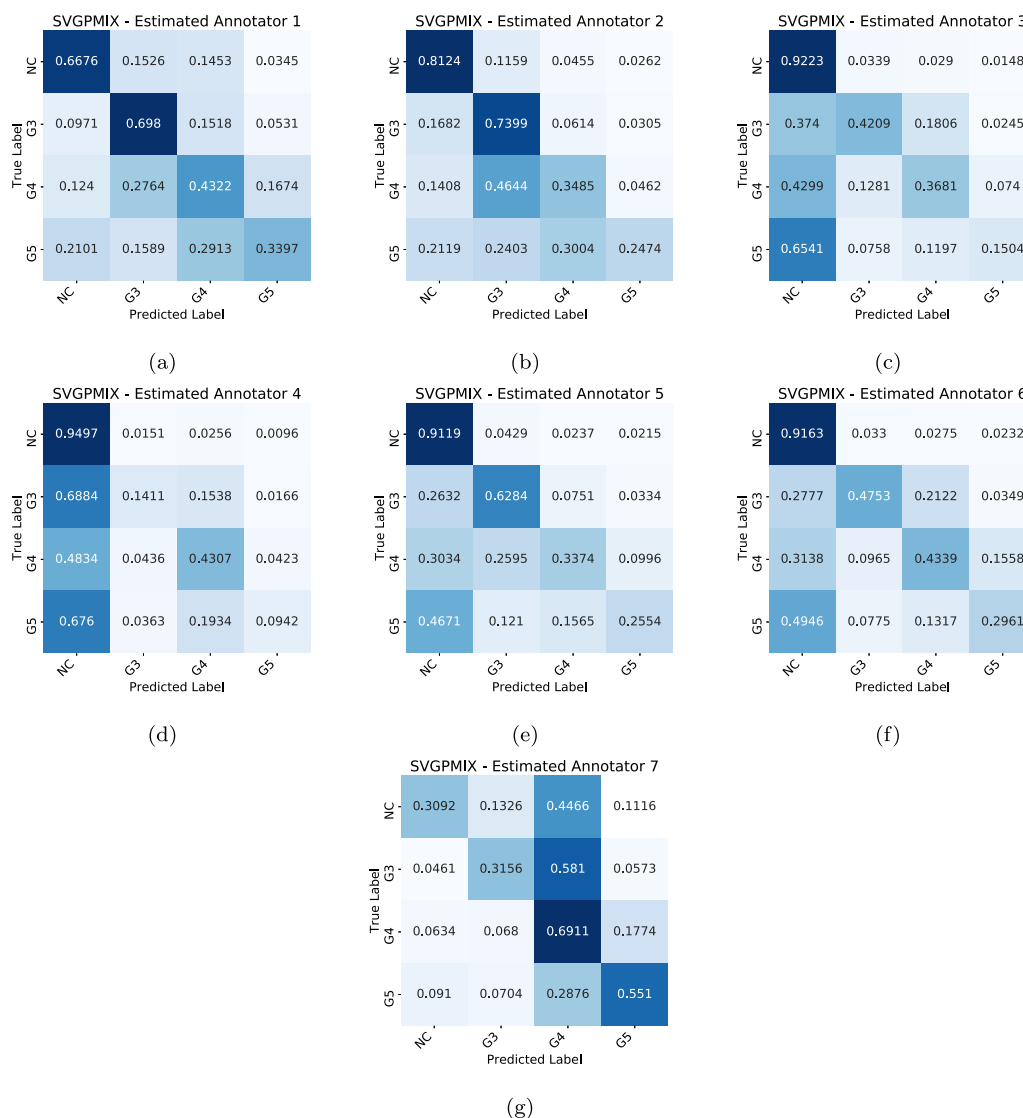 SVGPMIX - Estimated Annotator 1
NC 0.6676 0.1526 0.1453 0.0345
G3 0.0971 0.698 0.1518 0.0531
G4 0.124 0.2764 0.4322 0.1674
G5 0.2101 0.1589 0.2913 0.3397
True Label
NC G3 G4 G5
Predicted Label
(a)
SVGPMIX - Estimated Annotator 2
NC 0.8124 0.1159 0.0455 0.0262
G3 0.1682 0.7399 0.0614 0.0305
G4 0.1408 0.4644 0.3485 0.0462
G5 0.2119 0.2403 0.3004 0.2474
True Label
NC G3 G4 G5
Predicted Label
(b)
SVGPMIX - Estimated Annotator 3
NC 0.9223 0.0339 0.029 0.0148
G3 0.374 0.4209 0.1806 0.0245
G4 0.4299 0.1281 0.3681 0.074
G5 0.6541 0.0758 0.1197 0.1504
True Label
NC G3 G4 G5
Predicted Label
(c)
SVGPMIX - Estimated Annotator 4
NC 0.9497 0.0151 0.0256 0.0096
G3 0.6884 0.1411 0.1538 0.0166
G4 0.4834 0.0436 0.4307 0.0423
G5 0.676 0.0363 0.1934 0.0942
True Label
NC G3 G4 G5
Predicted Label
(d)
SVGPMIX - Estimated Annotator 5
NC 0.9119 0.0429 0.0237 0.0215
G3 0.2632 0.6284 0.0751 0.0334
G4 0.3034 0.2595 0.3374 0.0996
G5 0.4671 0.121 0.1565 0.2554
True Label
NC G3 G4 G5
Predicted Label
(e)
SVGPMIX - Estimated Annotator 6
NC 0.9163 0.033 0.0275 0.0232
G3 0.2777 0.4753 0.2122 0.0349
G4 0.3138 0.0965 0.4339 0.1558
G5 0.4946 0.0775 0.1317 0.2961
True Label
NC G3 G4 G5
Predicted Label
(f)
SVGPMIX - Estimated Annotator 7
NC 0.3092 0.1326 0.4466 0.1116
G3 0.0461 0.3156 0.581 0.0573
G4 0.0634 0.068 0.6911 0.1774
G5 0.091 0.0704 0.2876 0.551
True Label
NC G3 G4 G5
Predicted Label
(g)